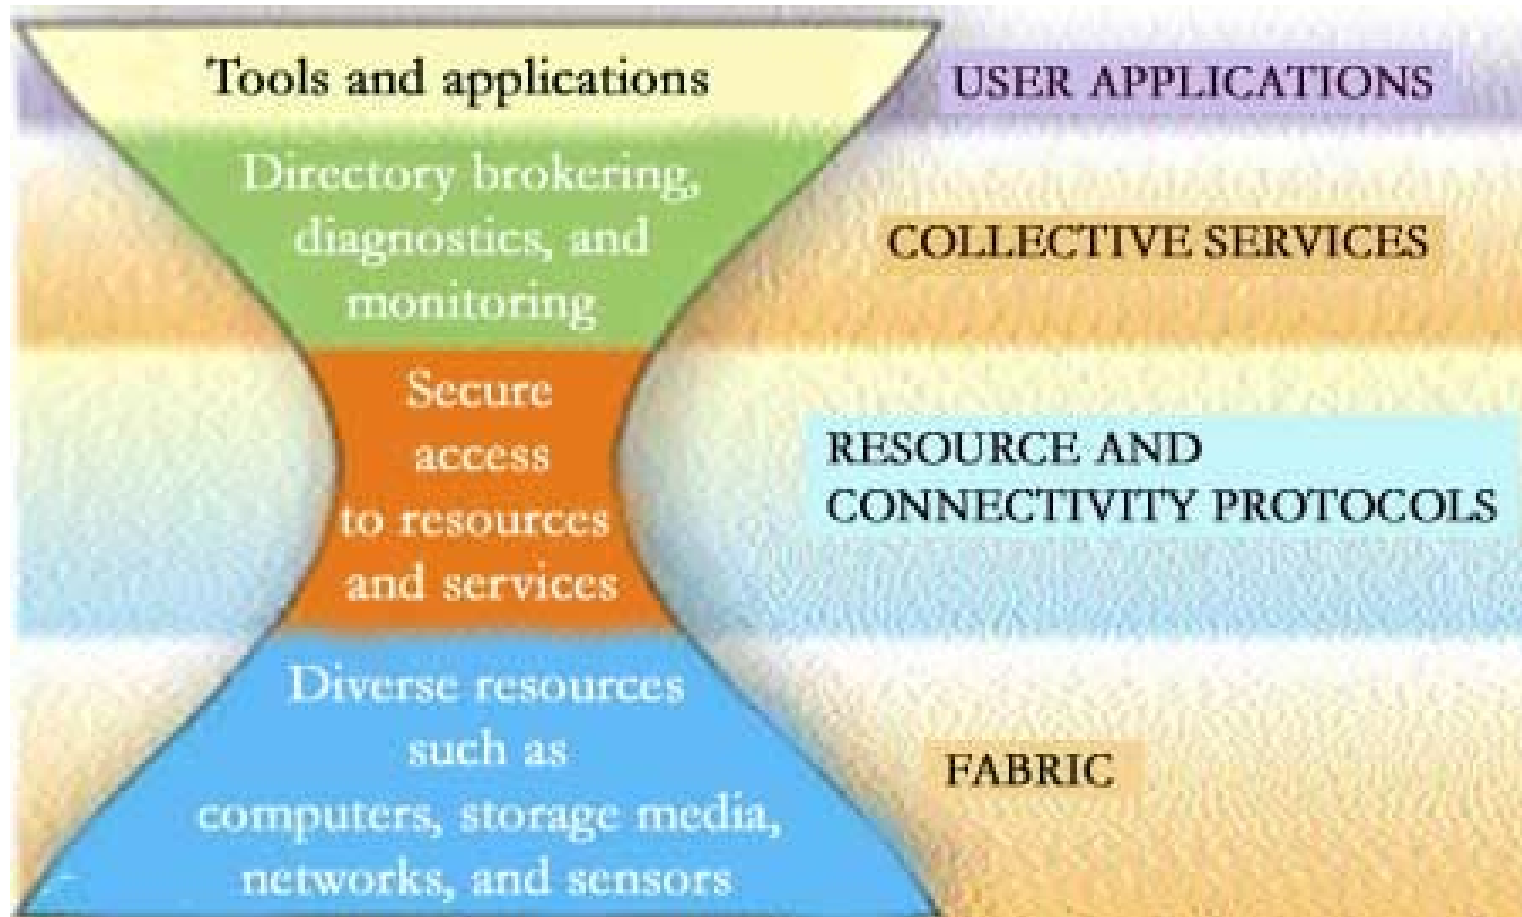 Tools and applications
USER APPLICATIONS
Directory brokering,
diagnostics, and
monitoring
COLLECTIVE SERVICES
Secure
access
to resources
and services
RESOURCE AND
CONNECTIVITY PROTOCOLS
Diverse resources
such as
computers, storage media,
networks, and sensors
FABRIC